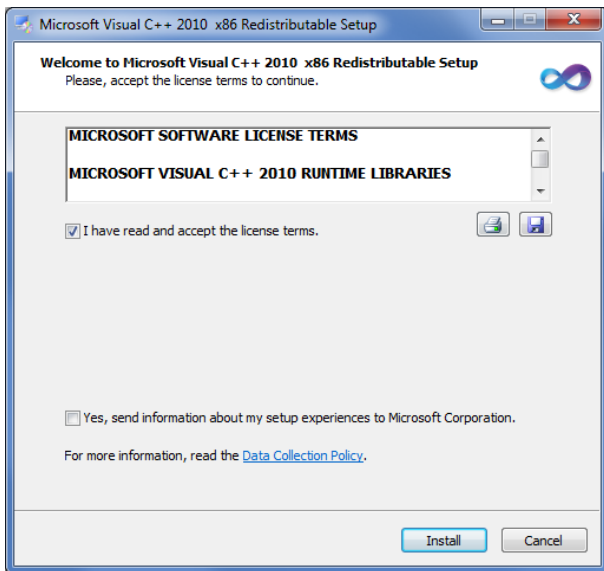 Microsoft Visual C++ 2010 x86 Redistributable Setup
Welcome to Microsoft Visual C++ 2010 x86 Redistributable Setup
Please, accept the license terms to continue.
MICROSOFT SOFTWARE LICENSE TERMS
MICROSOFT VISUAL C++ 2010 RUNTIME LIBRARIES
I have read and accept the license terms.
Yes, send information about my setup experiences to Microsoft Corporation.
For more information, read the Data Collection Policy.
Install
Cancel